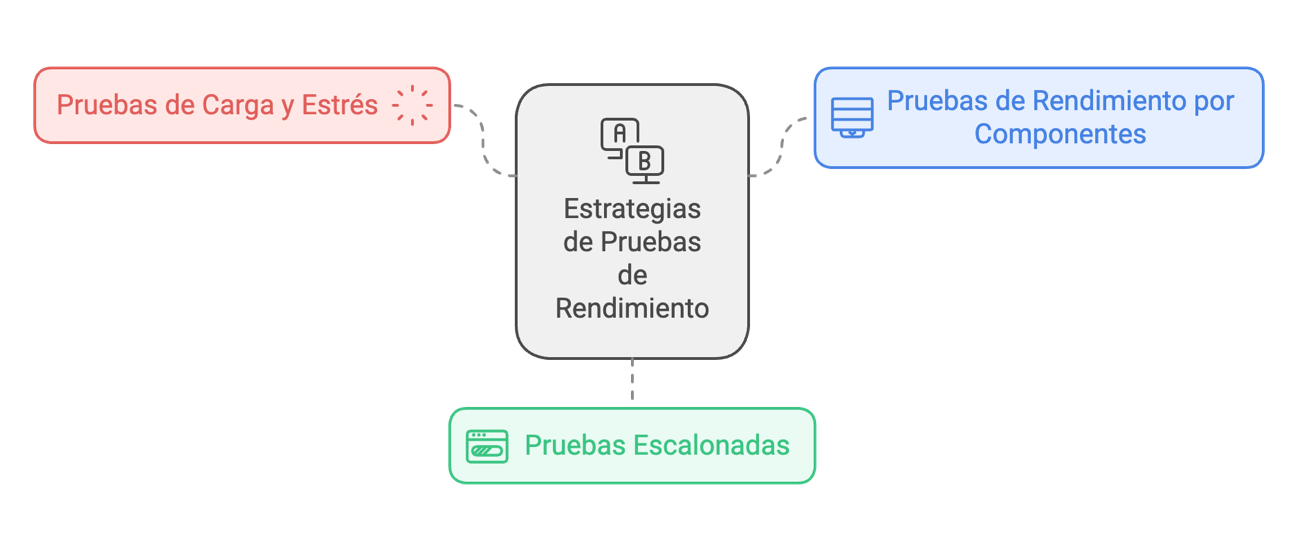 Pruebas de Carga y Estrés
Pruebas de Rendimiento por
Componentes
A
B
Estrategias
de Pruebas
de
Rendimiento
Pruebas Escalonadas